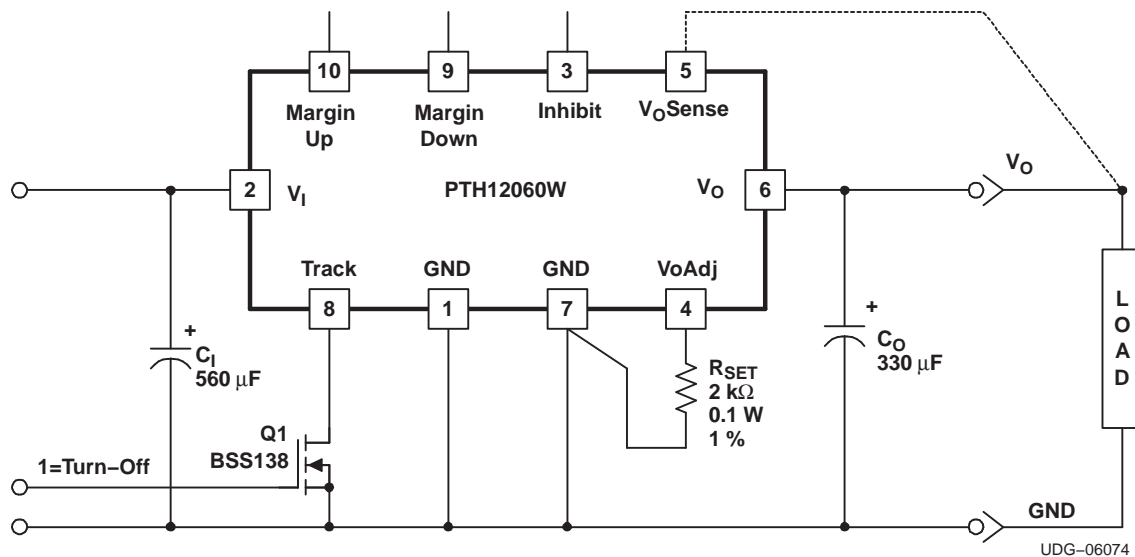 10
9
3
5
Margin
Up
Margin
Down
Inhibit
VOSense
VO
2
VI
PTH12060W
VO
6
Track
GND
GND
VoAdj
8
1
7
4
+
CI
560 μF
RSET
2 kΩ
0.1 W
1 %
+
CO
330 μF
L
O
A
D
Q1
BSS138
1=Turn–Off
GND
UDG–06074